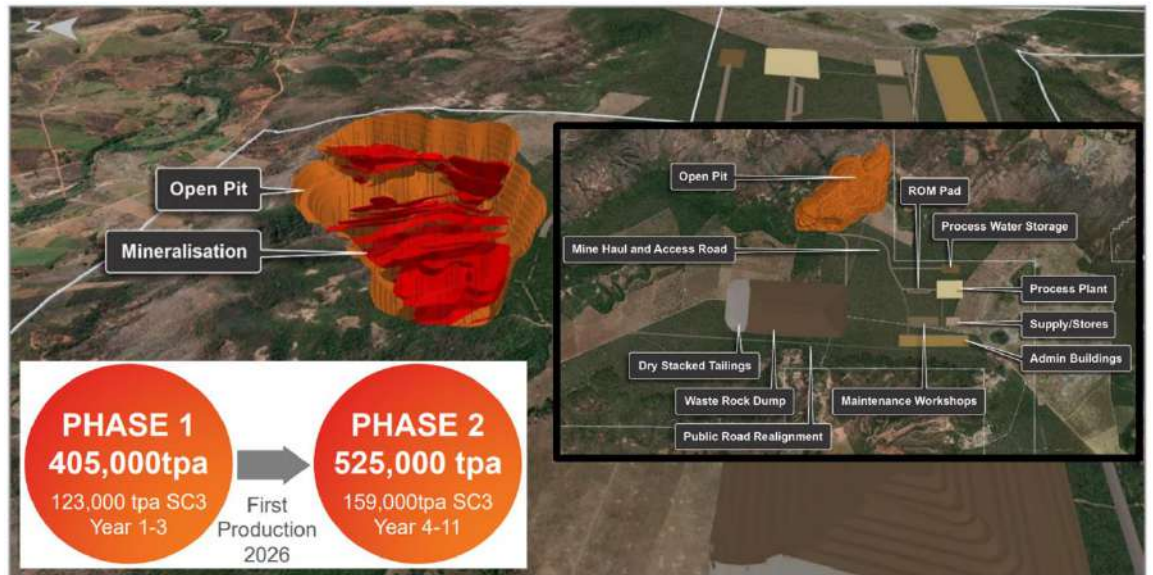 N
Open Pit
Mineralisation
Open Pit
ROM Pad
Process Water Storage
Mine Haul and Access Road
Process Plant
Supply/Stores
Dry Stacked Tailings
Admin Buildings
Waste Rock Dump
Maintenance Workshops
Public Road Realignment
PHASE 1
405,000tpa
123,000 tpa SC3
Year 1-3
First
Production
2026
PHASE 2
525,000 tpa
159,000tpa SC3
Year 4-11